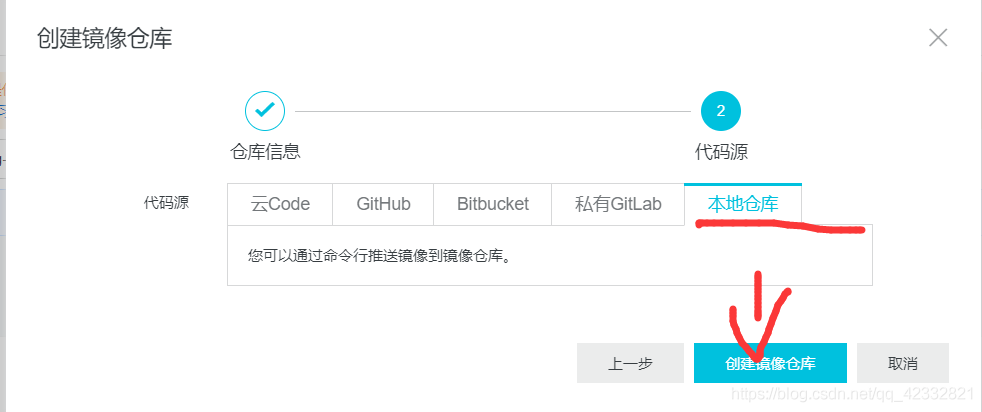 创建镜像仓库
2
仓库信息
代码源
代码源
云Code
GitHub
Bitbucket
私有GitLab
本地仓库
您可以通过命令行推送镜像到镜像仓库。
上一步
创建镜像仓库
取消
https://blog.csdn.net/qq_42332821